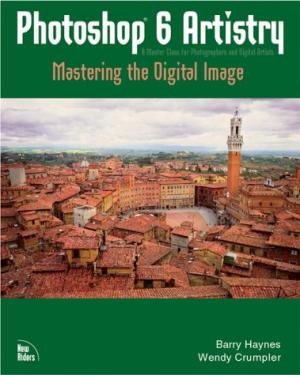 Photoshop® 6 Artistry
A Master Class for Photographers and Digital Artists
Mastering the Digital Image
New
Riders
Barry Haynes
Wendy Crumpler